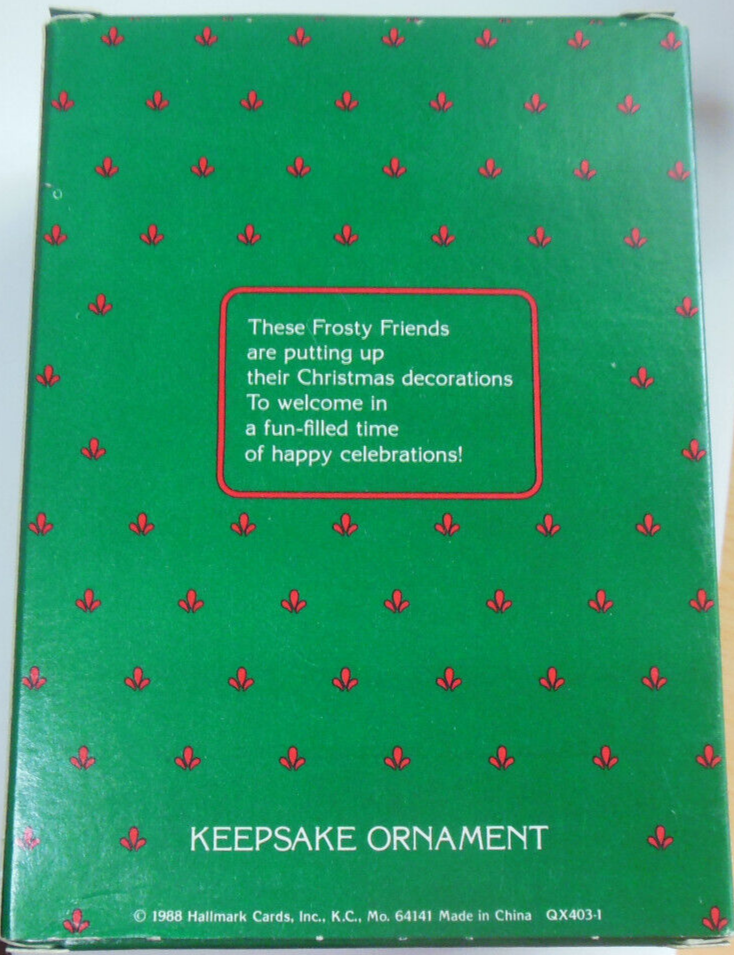 These Frosty Friends
are putting up
their Christmas decorations
To welcome in
a fun-filled time
of happy celebrations!
KEEPSAKE ORNAMENT
© 1988 Hallmark Cards, Inc., K.C., Mo. 64141 Made in China QX403-1